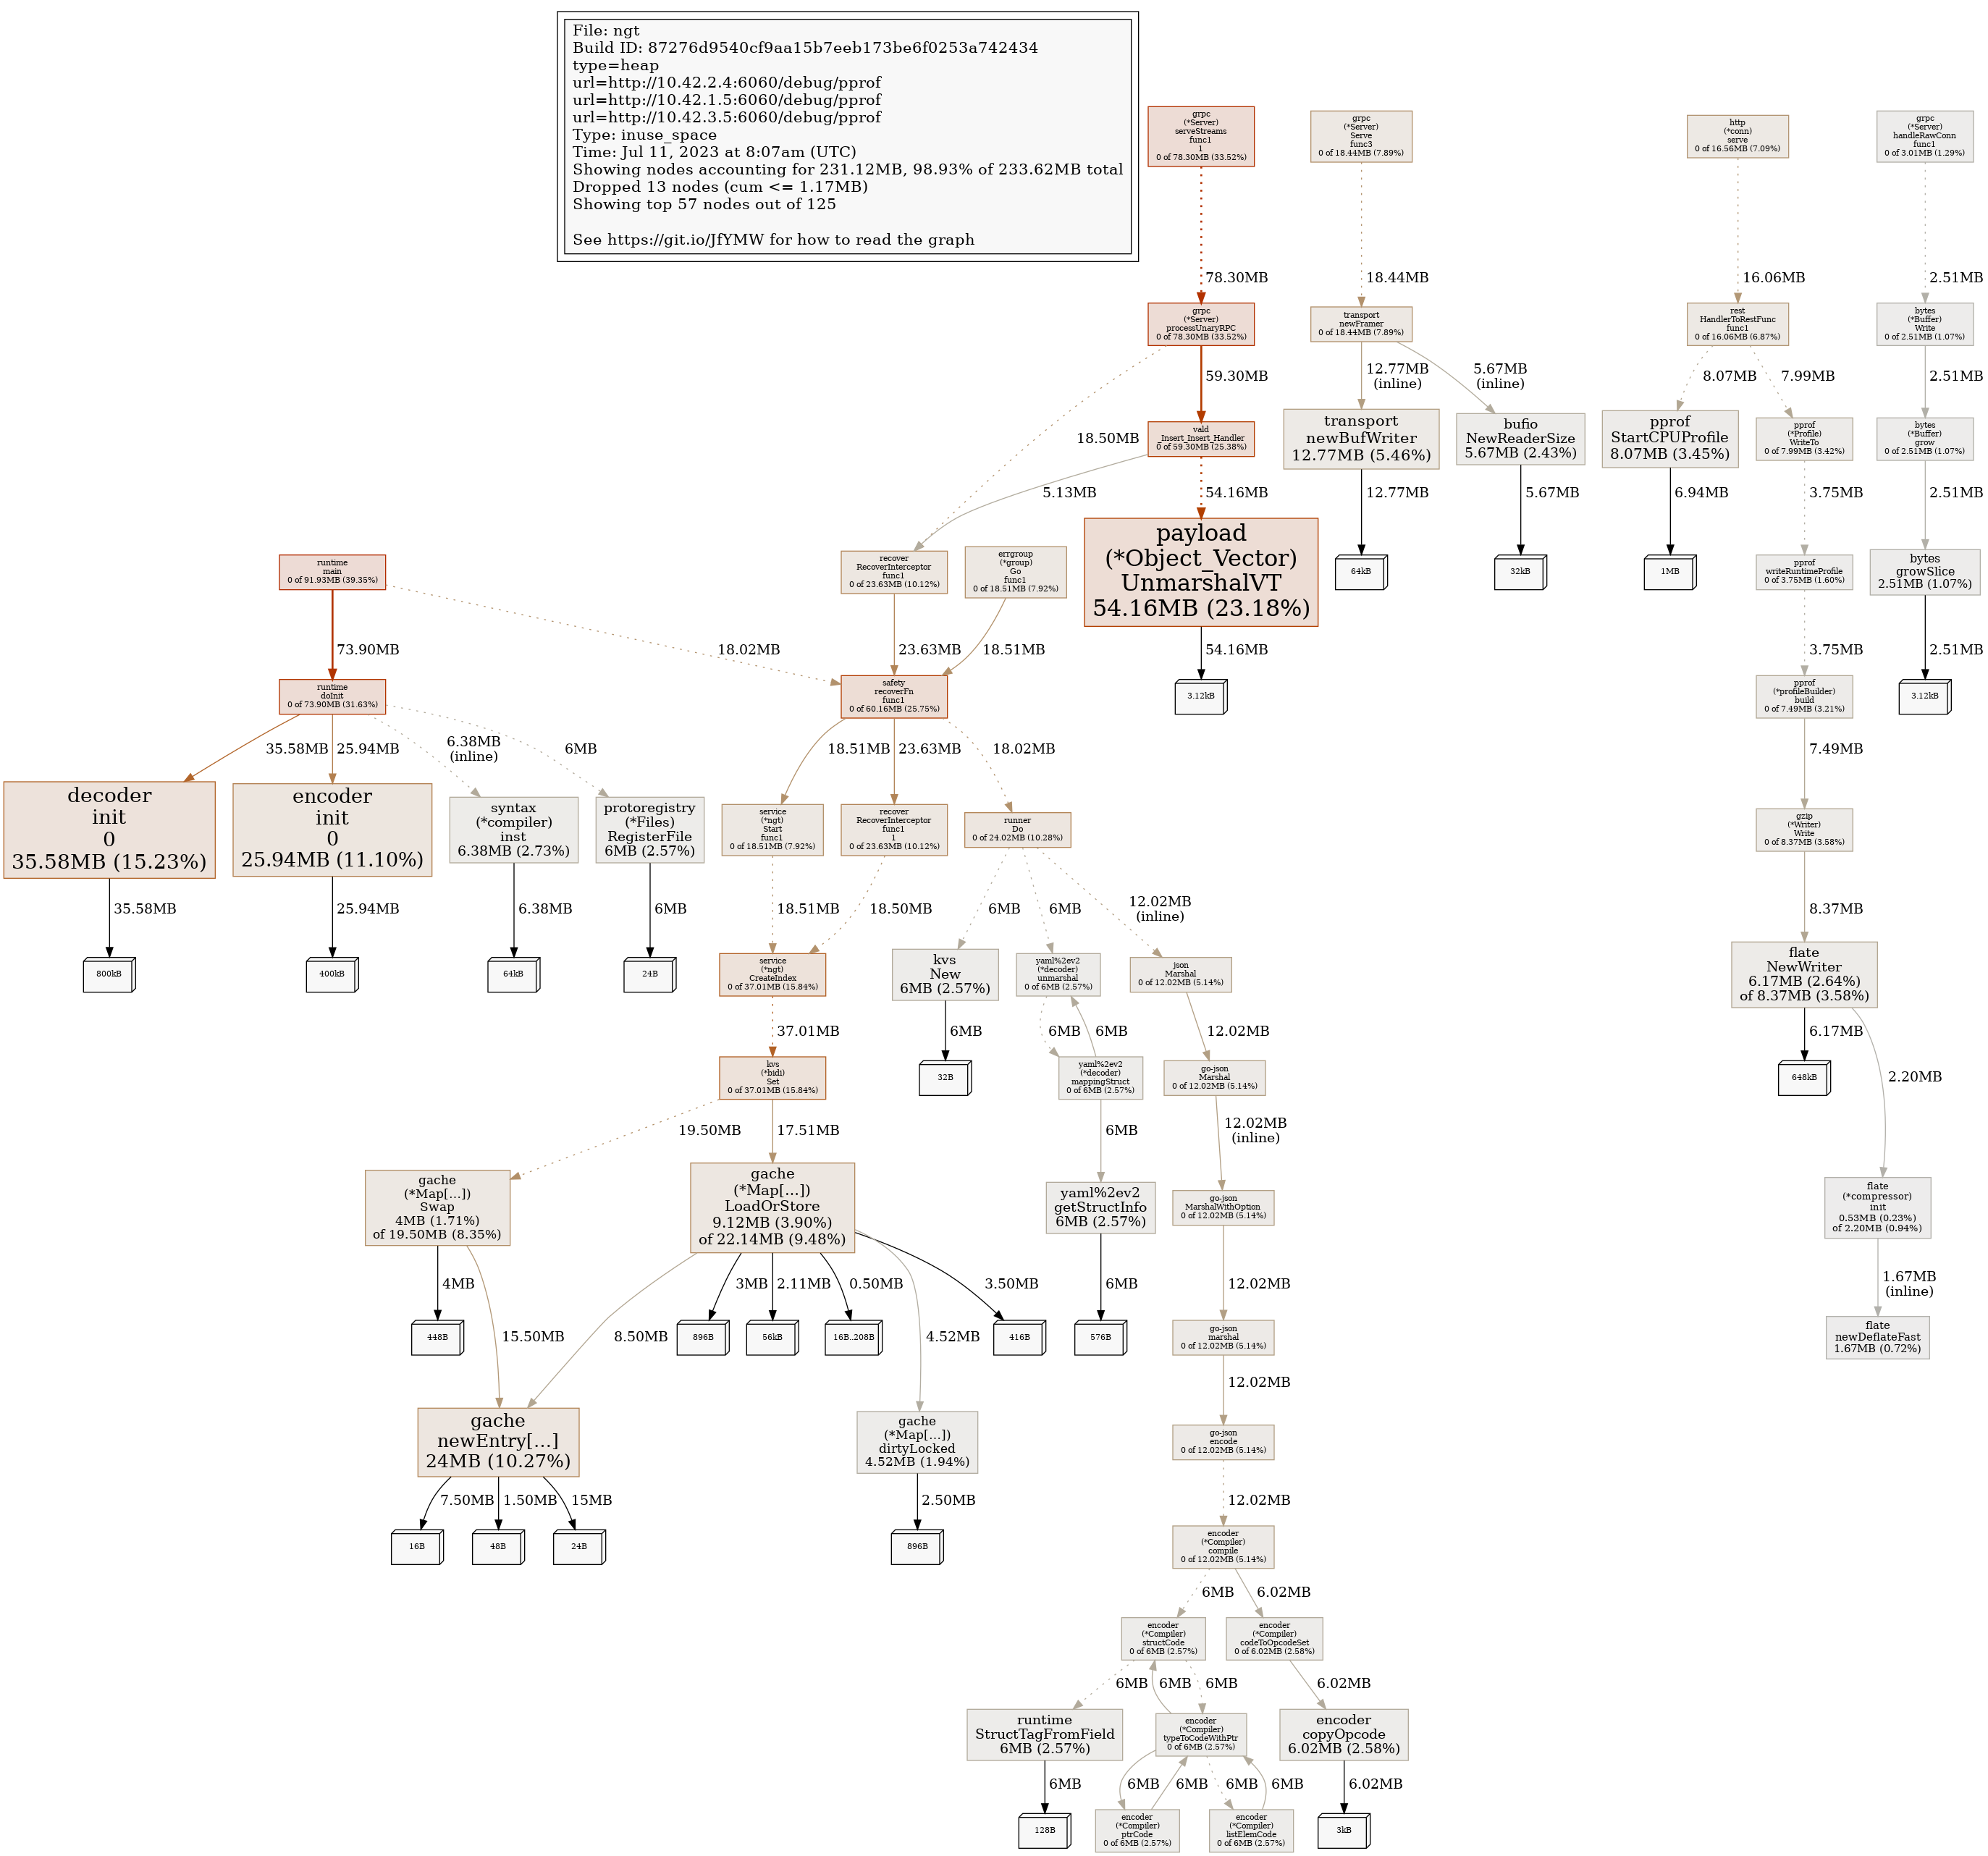 File: ngt
Build ID: 87276d9540cf9aa15b7eeb173be6f0253a742434
type=heap
url=http://10.42.2.4:6060/debug/pprof
url=http://10.42.1.5:6060/debug/pprof
url=http://10.42.3.5:6060/debug/pprof
Type: inuse_space
Time: Jul 11, 2023 at 8:07am (UTC)
Showing nodes accounting for 231.12MB, 98.93% of 233.62MB total
Dropped 13 nodes (cum <= 1.17MB)
Showing top 57 nodes out of 125
See https://git.io/JfYMW for how to read the graph
grpc
(*Server)
serveStreams
func1
1
0 of 78.30MB (33.52%)
grpc
(*Server)
Serve
func3
0 of 18.44MB (7.89%)
http
(*conn)
serve
0 of 16.56MB (7.09%)
grpc
(*Server)
handleRawConn
func1
0 of 3.01MB (1.29%)
78.30MB
18.44MB
16.06MB
2.51MB
grpc
(*Server)
processUnaryRPC
0 of 78.30MB (33.52%)
transport
newFramer
0 of 18.44MB (7.89%)
rest
HandlerToRestFunc
func1
0 of 16.06MB (6.87%)
bytes
(*Buffer)
Write
0 of 2.51MB (1.07%)
18.50MB
59.30MB
12.77MB
(inline)
5.67MB
(inline)
8.07MB
7.99MB
2.51MB
vald
_Insert_Insert_Handler
0 of 59.30MB (25.38%)
transport
newBufWriter
12.77MB (5.46%)
bufio
NewReaderSize
5.67MB (2.43%)
pprof
StartCPUProfile
8.07MB (3.45%)
pprof
(*Profile)
WriteTo
0 of 7.99MB (3.42%)
bytes
(*Buffer)
grow
0 of 2.51MB (1.07%)
5.13MB
54.16MB
12.77MB
5.67MB
6.94MB
3.75MB
2.51MB
runtime
main
0 of 91.93MB (39.35%)
recover
RecoverInterceptor
func1
0 of 23.63MB (10.12%)
errgroup
(*group)
Go
func1
0 of 18.51MB (7.92%)
payload
(*Object_Vector)
UnmarshalVT
54.16MB (23.18%)
64kB
32kB
1MB
pprof
writeRuntimeProfile
0 of 3.75MB (1.60%)
bytes
growSlice
2.51MB (1.07%)
73.90MB
18.02MB
23.63MB
18.51MB
54.16MB
3.75MB
2.51MB
runtime
doInit
0 of 73.90MB (31.63%)
safety
recoverFn
func1
0 of 60.16MB (25.75%)
3.12kB
pprof
(*profileBuilder)
build
0 of 7.49MB (3.21%)
3.12kB
35.58MB
25.94MB
6.38MB
(inline)
6MB
18.51MB
23.63MB
18.02MB
7.49MB
decoder
init
0
35.58MB (15.23%)
encoder
init
0
25.94MB (11.10%)
syntax
(*compiler)
inst
6.38MB (2.73%)
protoregistry
(*Files)
RegisterFile
6MB (2.57%)
service
(*ngt)
Start
func1
0 of 18.51MB (7.92%)
recover
RecoverInterceptor
func1
1
0 of 23.63MB (10.12%)
runner
Do
0 of 24.02MB (10.28%)
gzip
(*Writer)
Write
0 of 8.37MB (3.58%)
35.58MB
25.94MB
6.38MB
6MB
18.51MB
18.50MB
6MB
6MB
12.02MB
(inline)
8.37MB
800kB
400kB
64kB
24B
service
(*ngt)
CreateIndex
0 of 37.01MB (15.84%)
kvs
New
6MB (2.57%)
yaml%2ev2
(*decoder)
unmarshal
0 of 6MB (2.57%)
json
Marshal
0 of 12.02MB (5.14%)
flate
NewWriter
6.17MB (2.64%)
of 8.37MB (3.58%)
37.01MB
6MB
6MB
6MB
12.02MB
6.17MB
2.20MB
kvs
(*bidi)
Set
0 of 37.01MB (15.84%)
32B
yaml%2ev2
(*decoder)
mappingStruct
0 of 6MB (2.57%)
go-json
Marshal
0 of 12.02MB (5.14%)
648kB
19.50MB
17.51MB
6MB
12.02MB
(inline)
gache
(*Map[...])
Swap
4MB (1.71%)
of 19.50MB (8.35%)
gache
(*Map[...])
LoadOrStore
9.12MB (3.90%)
of 22.14MB (9.48%)
yaml%2ev2
getStructInfo
6MB (2.57%)
go-json
MarshalWithOption
0 of 12.02MB (5.14%)
flate
(*compressor)
init
0.53MB (0.23%)
of 2.20MB (0.94%)
4MB
15.50MB
8.50MB
3MB
2.11MB
0.50MB
4.52MB
3.50MB
6MB
12.02MB
1.67MB
(inline)
448B
896B
56kB
16B..208B
416B
576B
go-json
marshal
0 of 12.02MB (5.14%)
flate
newDeflateFast
1.67MB (0.72%)
12.02MB
gache
newEntry[...]
24MB (10.27%)
gache
(*Map[...])
dirtyLocked
4.52MB (1.94%)
go-json
encode
0 of 12.02MB (5.14%)
7.50MB
1.50MB
15MB
2.50MB
12.02MB
16B
48B
24B
896B
encoder
(*Compiler)
compile
0 of 12.02MB (5.14%)
6MB
6.02MB
encoder
(*Compiler)
structCode
0 of 6MB (2.57%)
encoder
(*Compiler)
codeToOpcodeSet
0 of 6.02MB (2.58%)
6MB
6MB
6MB
6.02MB
runtime
StructTagFromField
6MB (2.57%)
encoder
(*Compiler)
typeToCodeWithPtr
0 of 6MB (2.57%)
encoder
copyOpcode
6.02MB (2.58%)
6MB
6MB
6MB
6MB
6MB
6.02MB
128B
encoder
(*Compiler)
ptrCode
0 of 6MB (2.57%)
encoder
(*Compiler)
listElemCode
0 of 6MB (2.57%)
3kB